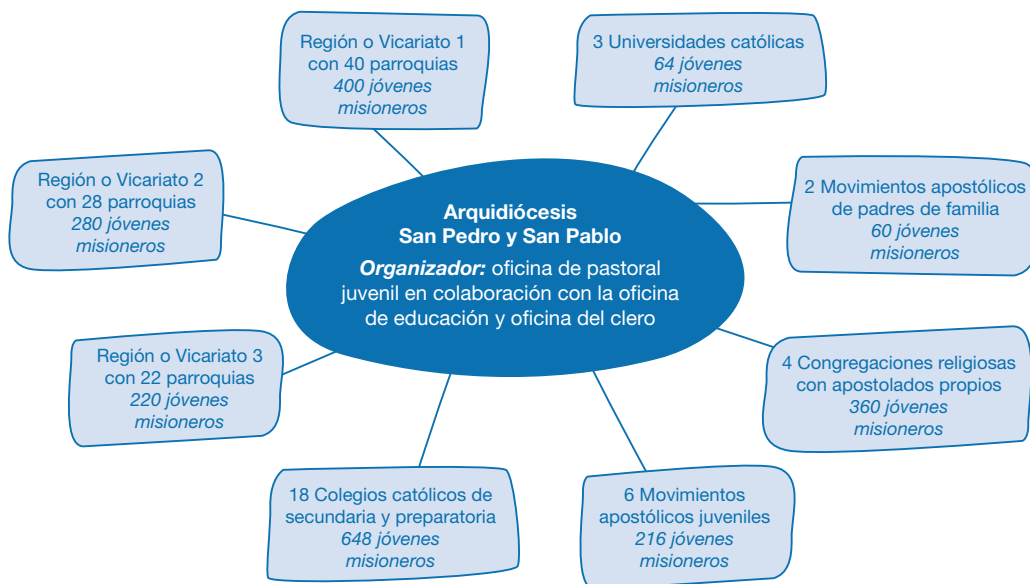 Región o Vicariato 1
con 40 parroquias
400 jóvenes
misioneros
3 Universidades católicas
64 jóvenes
misioneros
Región o Vicariato 2
con 28 parroquias
280 jóvenes
misioneros
2 Movimientos apostólicos
de padres de familia
60 jóvenes
misioneros
Arquidiócesis
San Pedro y San Pablo
Organizador: oficina de pastoral
juvenil en colaboración con la oficina
de educación y oficina del clero
Región o Vicariato 3
con 22 parroquias
220 jóvenes
misioneros
4 Congregaciones religiosas
con apostolados propios
360 jóvenes
misioneros
18 Colegios católicos de
secundaria y preparatoria
648 jóvenes
misioneros
6 Movimientos
apostólicos juveniles
216 jóvenes
misioneros